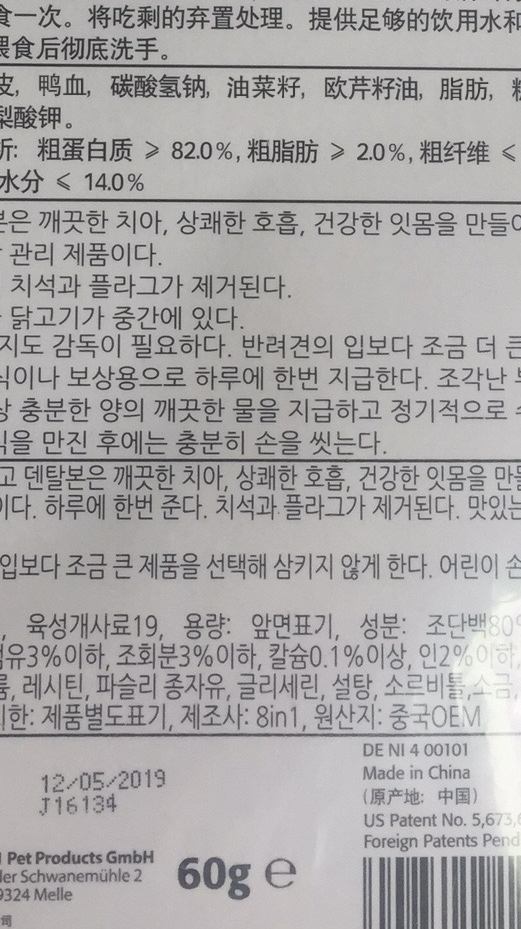 食一次。将吃剩的弃置处理。提供足够的饮用水和
喂食后彻底洗手。
皮, 鸭血, 碳酸氢钠, 油菜籽, 欧芹籽油, 脂肪,
梨酸钾。
析: 粗蛋白质 ≥ 82.0%, 粗脂肪 ≥ 2.0%, 粗纤维 ≤
水分 ≤ 14.0%
본은 깨끗한 치아, 상쾌한 호흡, 건강한 잇몸을 만들어
관리 제품이다.
치석과 플라그가 제거된다.
닭고기가 중간에 있다.
지도 감독이 필요하다. 반려견의 입보다 조금 더 큰
식이나 보상용으로 하루에 한번 지급한다. 조각난
상 충분한 양의 깨끗한 물을 지급하고 정기적으로
식을 만진 후에는 충분히 손을 씻는다.
고 덴탈본은 깨끗한 치아, 상쾌한 호흡, 건강한 잇몸을 만들
이다. 하루에 한번 준다. 치석과 플라그가 제거된다. 맛있는
입보다 조금 큰 제품을 선택해 삼키지 않게 한다. 어린이 손
, 육성개사료19, 용량: 앞면표기, 성분: 조단백80%
섬유3%이하, 조회분3%이하, 칼슘0.1%이상, 인2%이하,
륨, 레시틴, 파슬리 종자유, 글리세린, 설탕, 소르비톨,소금,
기한: 제품별도표기, 제조사: 8in1, 원산지: 중국OEM
DE NI 4 00101
12/05/2019
Made in China
J16134
(原产地: 中国)
US Patent No. 5,673,6
Foreign Patents Pend
Pet Products GmbH
der Schwanemühle 2
9324 Melle
60g e
司